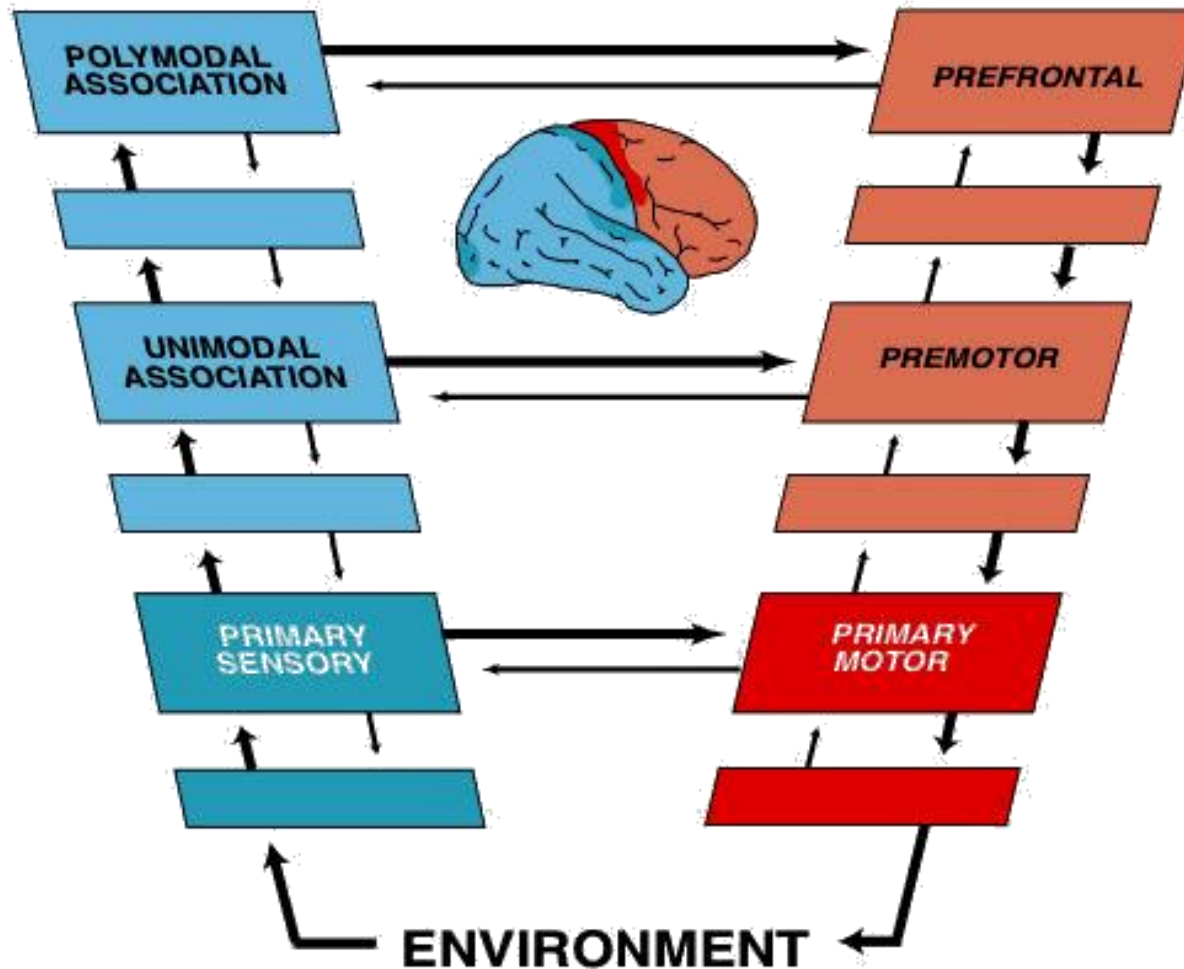 POLYMODAL
ASSOCIATION
PREFRONTAL
UNIMODAL
ASSOCIATION
PREMOTOR
PRIMARY
SENSORY
PRIMARY
MOTOR
ENVIRONMENT